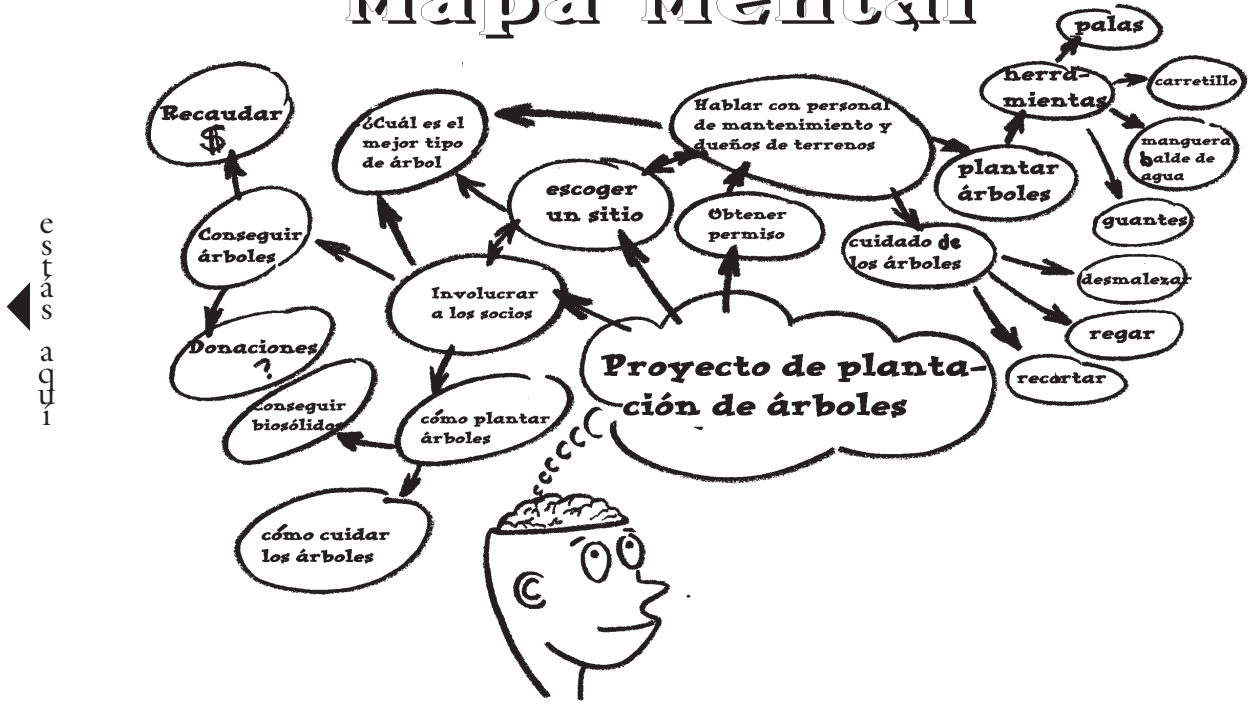 Mapa Mental
palas
herra-
mientas
carretillo
manguera
balde de
agua
guantes
Recaudar
$
¿Cuál es el
mejor tipo
de árbol
Hablar con personal
de mantenimiento y
dueños de terrenos
plantar
árboles
escoger
un sitio
Obtener
permiso
Conseguir
árboles
cuidado de
los árboles
desmalezar
regar
recortar
Involucrar
a los socios
Donaciones
?
Conseguir
biosólidos
cómo plantar
árboles
Proyecto de planta-
ción de árboles
cómo cuidar
los árboles
estás aquí